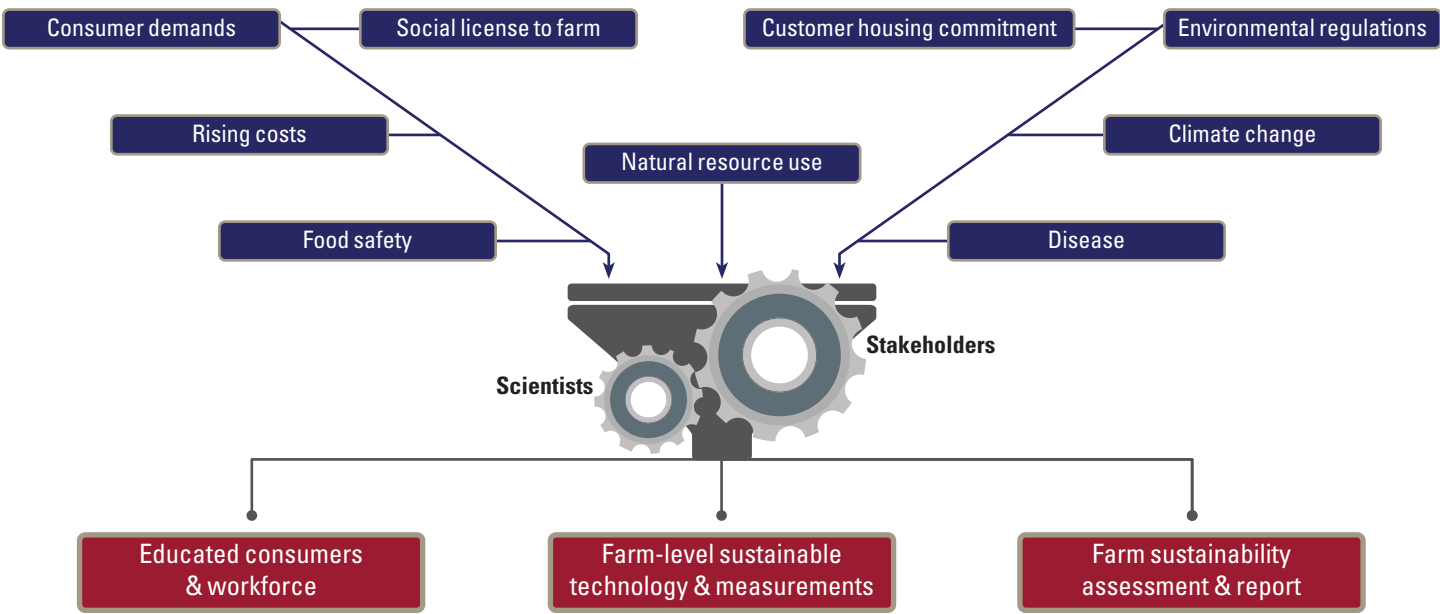 Consumer demands
Social license to farm
Customer housing commitment
Environmental regulations
Rising costs
Climate change
Natural resource use
Food safety
Disease
Stakeholders
Scientists
Educated consumers
& workforce
Farm-level sustainable
technology & measurements
Farm sustainability
assessment & report